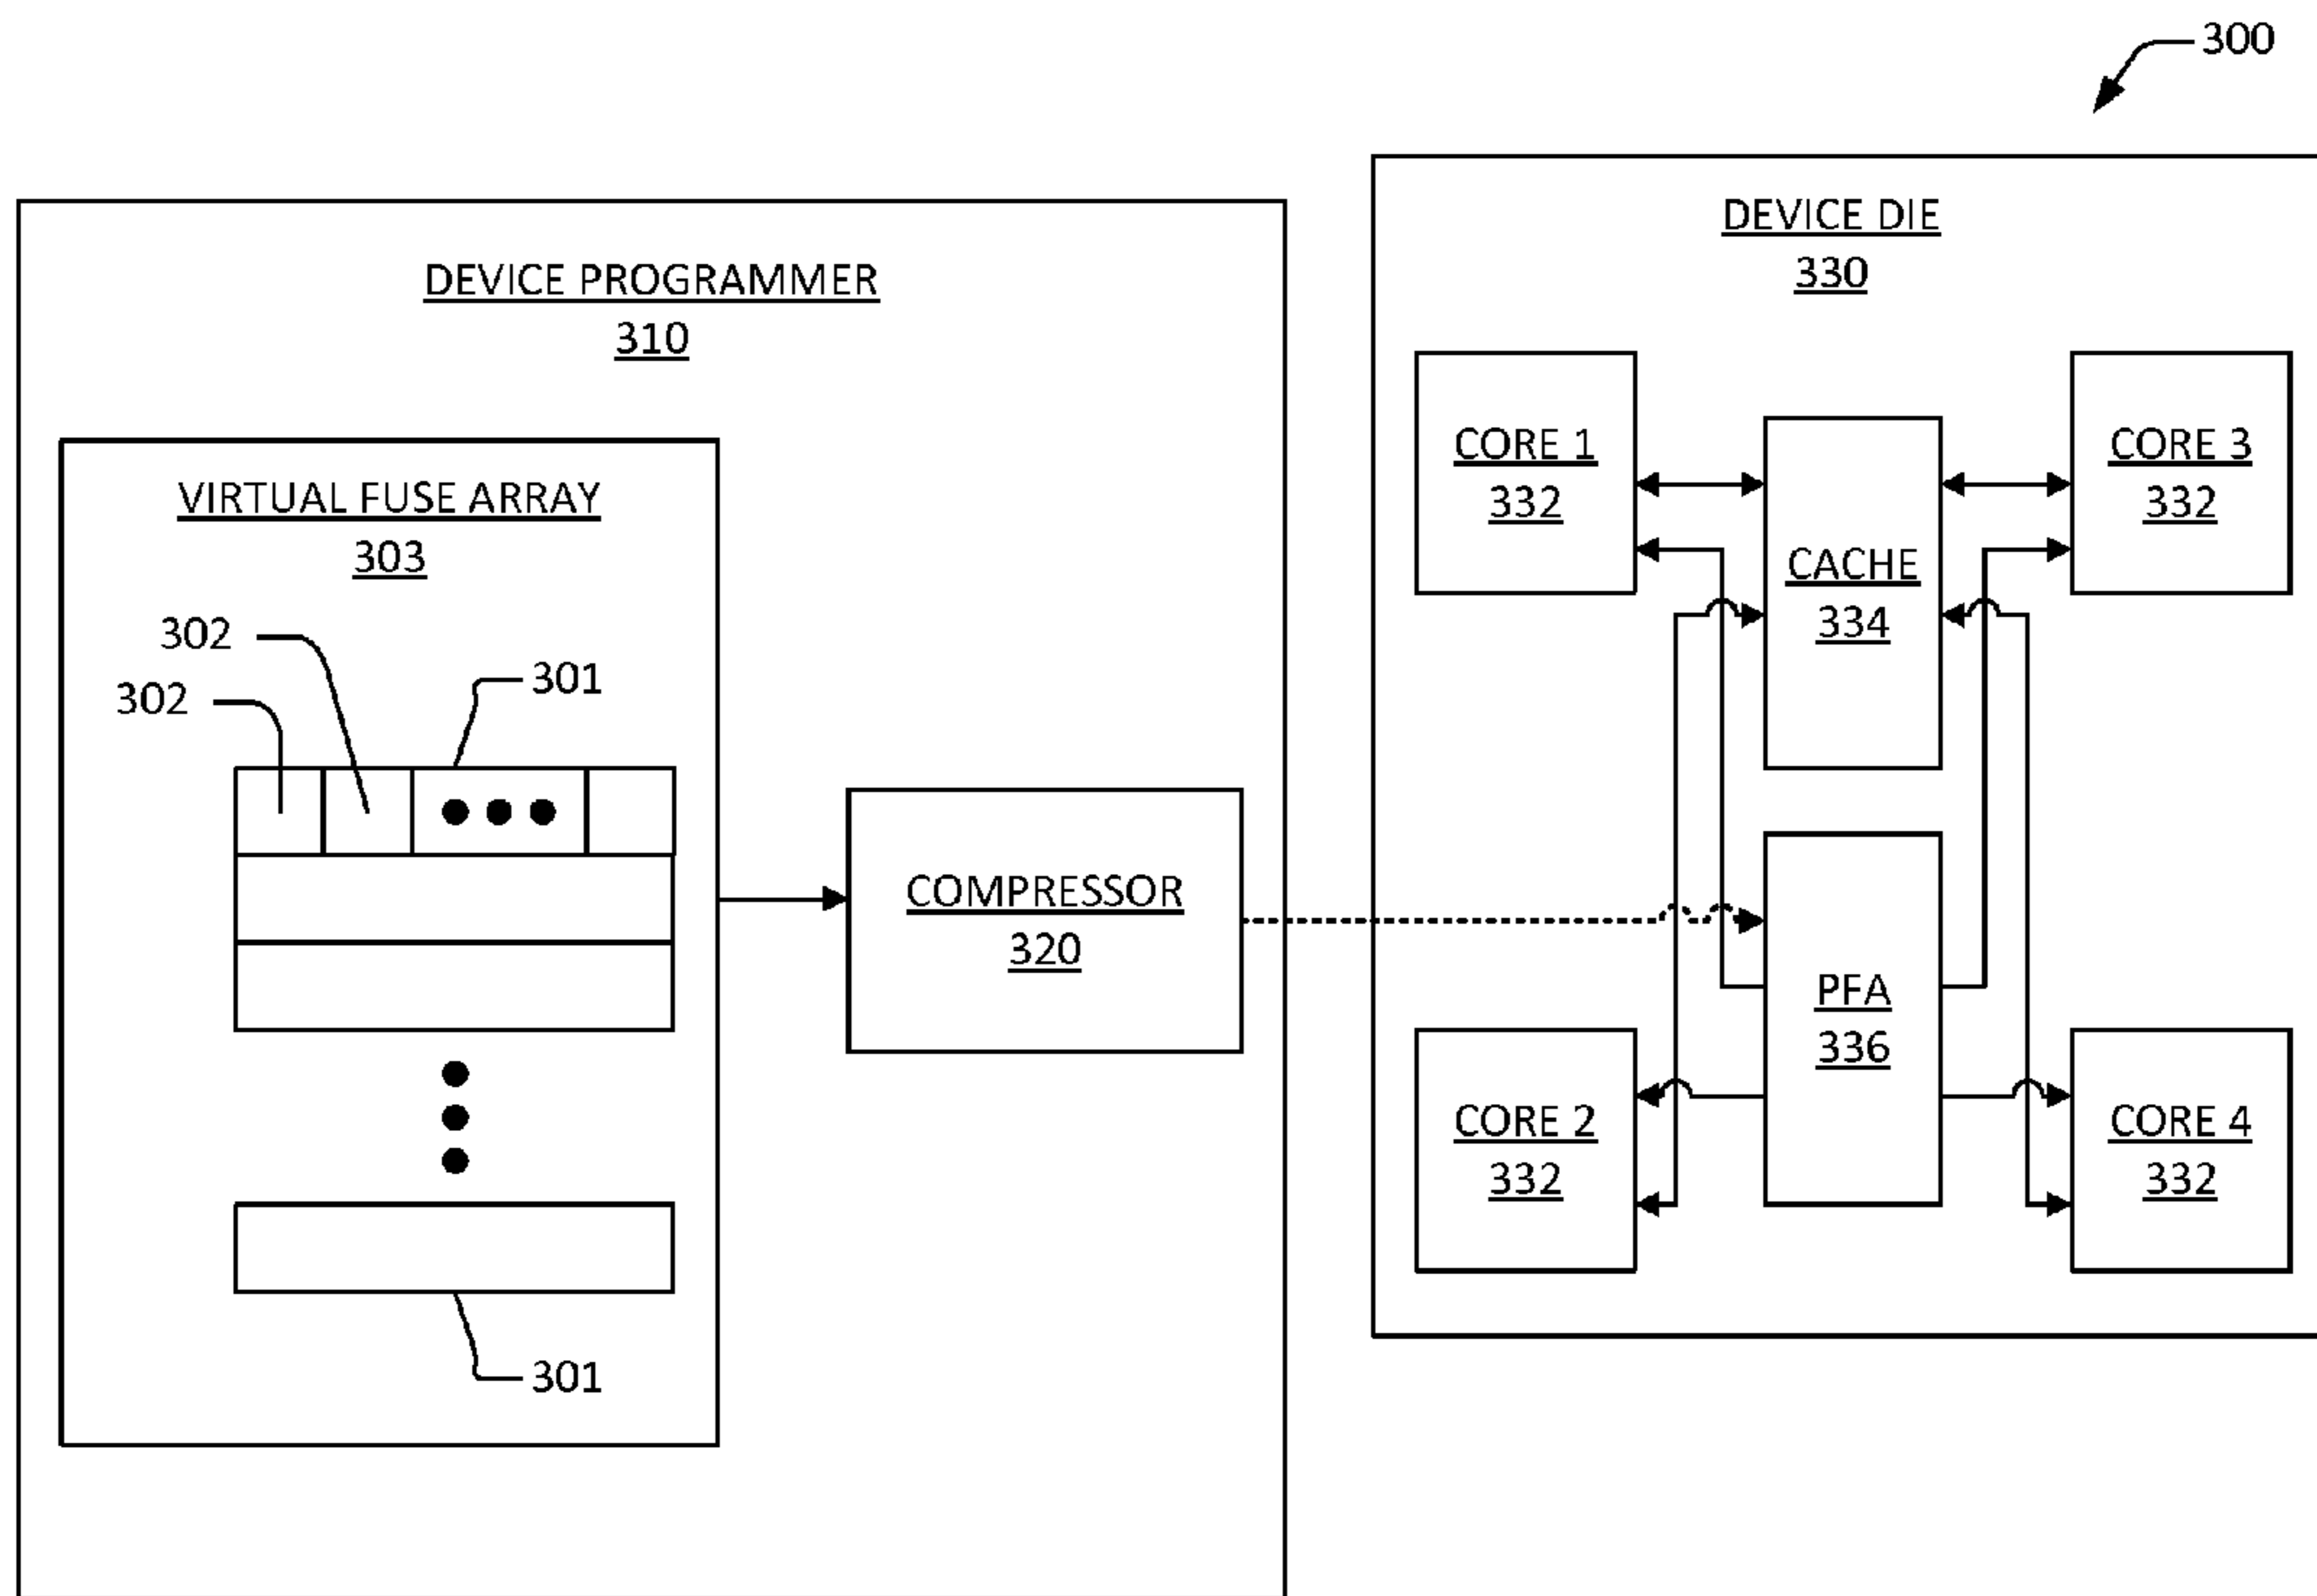 300
DEVICE PROGRAMMER
310
VIRTUAL FUSE ARRAY
303
302
302
301
301
COMPRESSOR
320
DEVICE DIE
330
CORE 1
332
CORE 3
332
CACHE
334
PFA
336
CORE 2
332
CORE 4
332